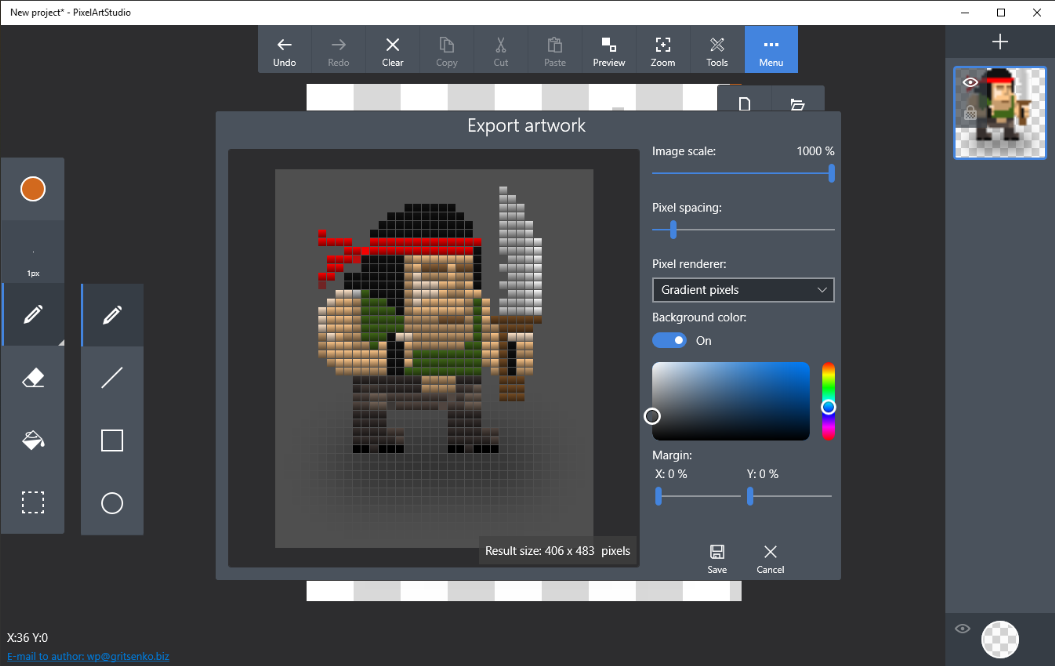 New project* - PixelArtStudio
Undo
Redo
Clear
Copy
Cut
Paste
Preview
Zoom
Tools
Menu
Export artwork
Image scale: 1000 %
Pixel spacing:
Pixel renderer:
Gradient pixels
Background color:
On
1px
Margin:
X: 0 % Y: 0 %
Result size: 406 x 483 pixels
Save
Cancel
X:36 Y:0
E-mail to author: wp@gritsenko.biz